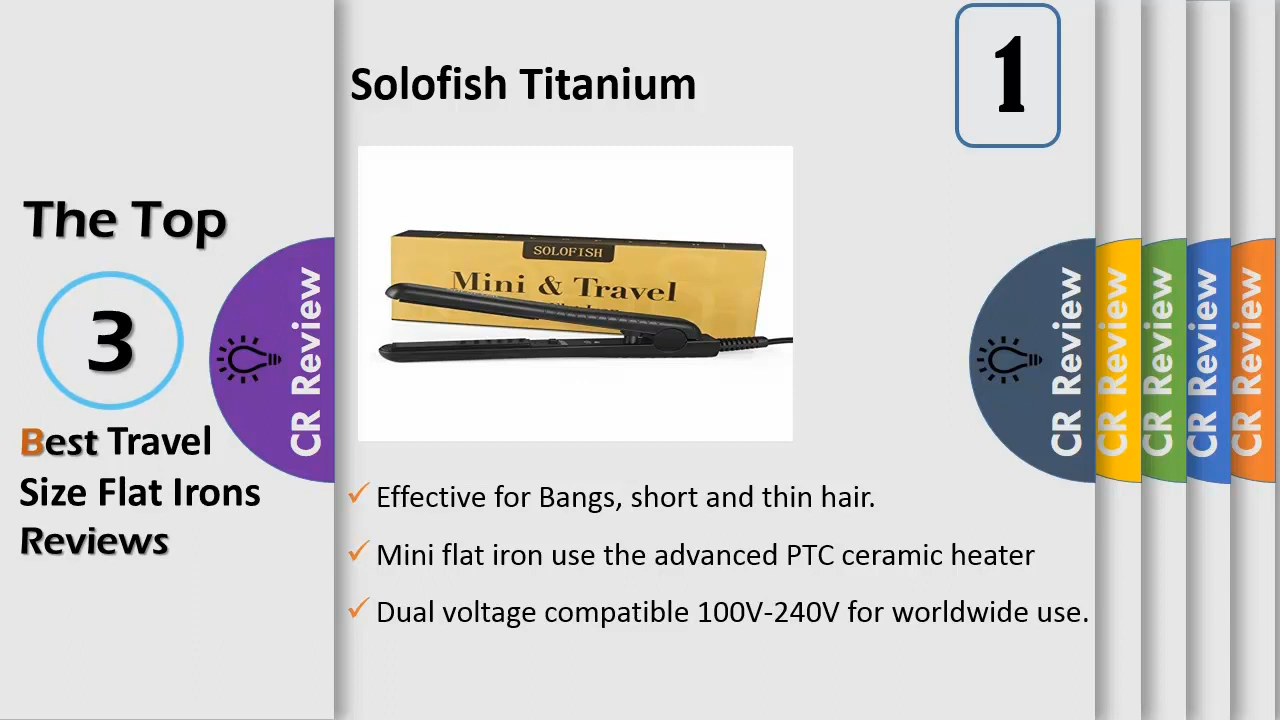 The Top
3
Best Travel
Size Flat Irons
Reviews
CR Review
Solofish Titanium
1
SOLOFISH
Mini & Travel
Effective for Bangs, short and thin hair.
Mini flat iron use the advanced PTC ceramic heater
Dual voltage compatible 100V-240V for worldwide use.
CR Review
CR Review
CR Review
CR Review
CR Review